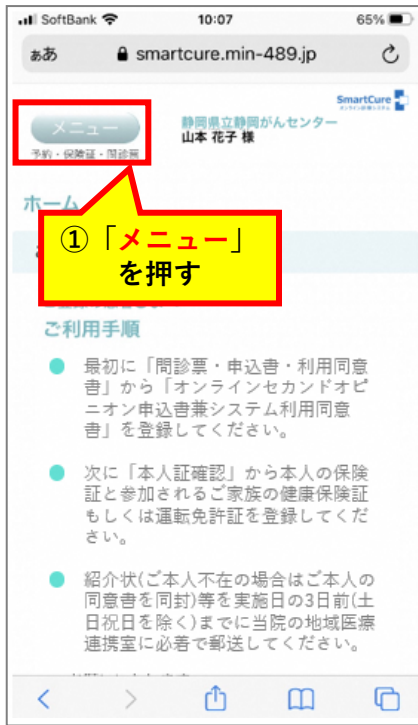 SoftBank 10:07 65%
ああ smartcure.min-489.jp
SmartCure
メニュー
静岡県立静岡がんセンター
山本 花子 様
予約・保険証・問診票
ホーム
①「メニュー」
を押す
ご利用手順
最初に「問診票・申込書・利用同意
書」から「オンラインセカンドオピ
ニオン申込書兼システム利用同意
書」を登録してください。
次に「本人証確認」から本人の保険
証と参加されるご家族の健康保険証
もしくは運転免許証を登録してくだ
さい。
紹介状(ご本人不在の場合はご本人の
同意書を同封)等を実施日の3日前(土
日祝日を除く)までに当院の地域医療
連携室に必着で郵送してください。